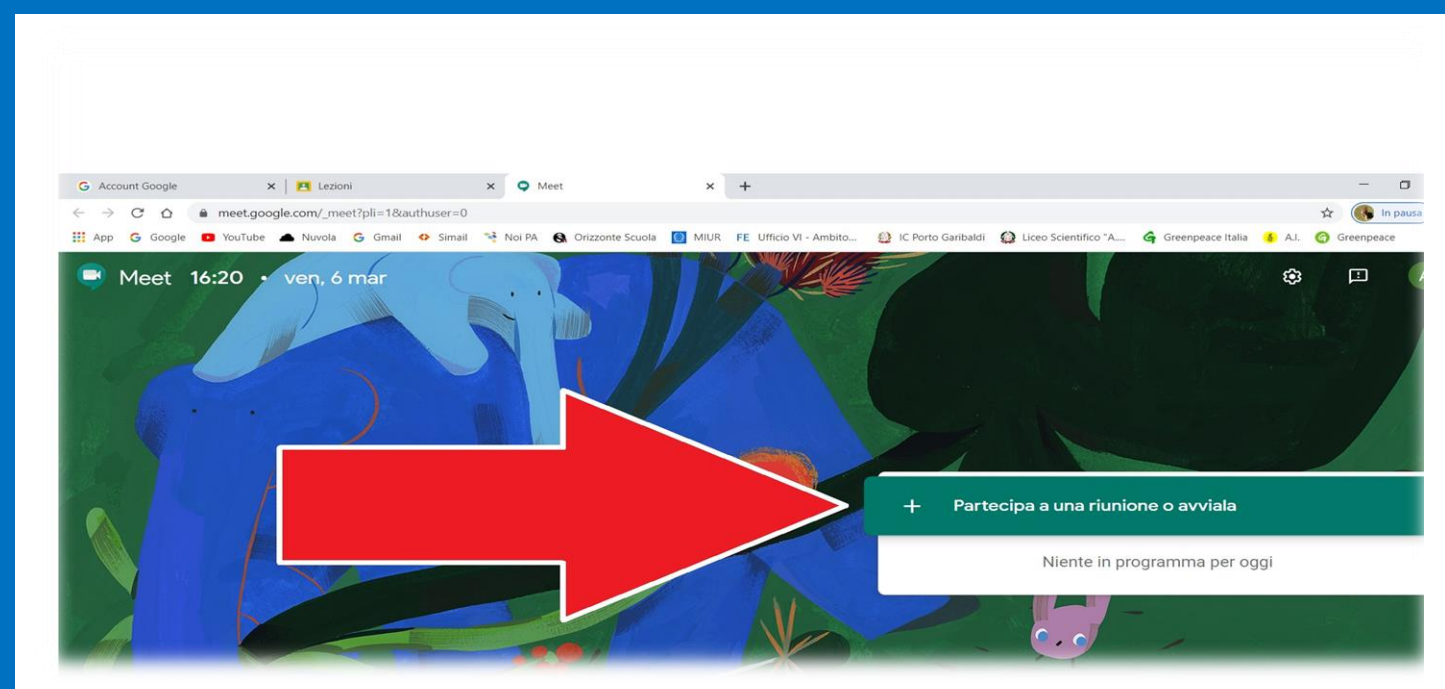 Account Google
Lezioni
Meet
meet.google.com/_meet?pli=1&authuser=0
In pausa
App Google YouTube Nuvola Gmail Simail Noi PA Orizzonte Scuola MIUR FE Ufficio VI - Ambito... IC Porto Garibaldi Liceo Scientifico "A.... Greenpeace Italia A.I. Greenpeace
Meet 16:20 • ven, 6 mar
+ Partecipa a una riunione o avviala
Niente in programma per oggi